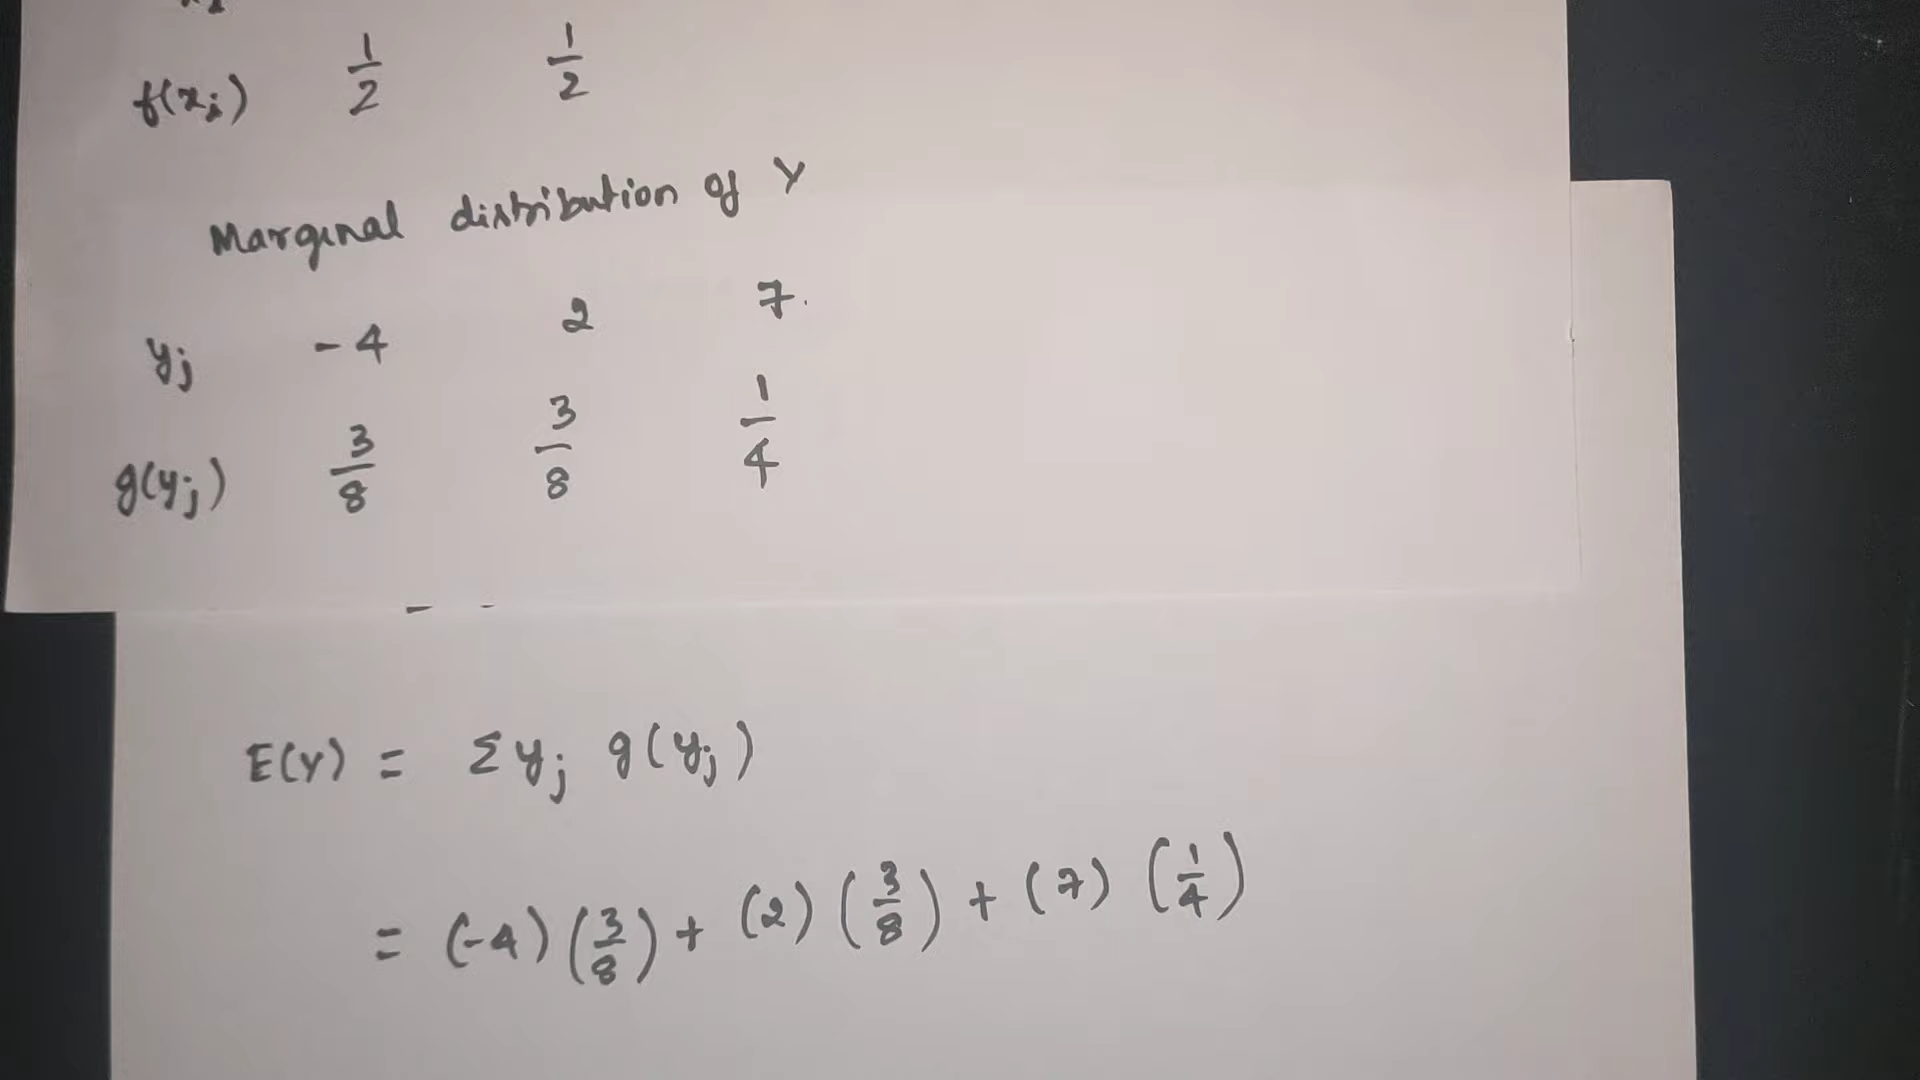 f(xᵢ) 1/2 1/2
Marginal distribution of Y
yⱼ -4 2 7.
g(yⱼ) 3/8 3/8 1/4
E(Y) = Σ yⱼ g(yⱼ)
= (-4)(3/8) + (2)(3/8) + (7)(1/4)